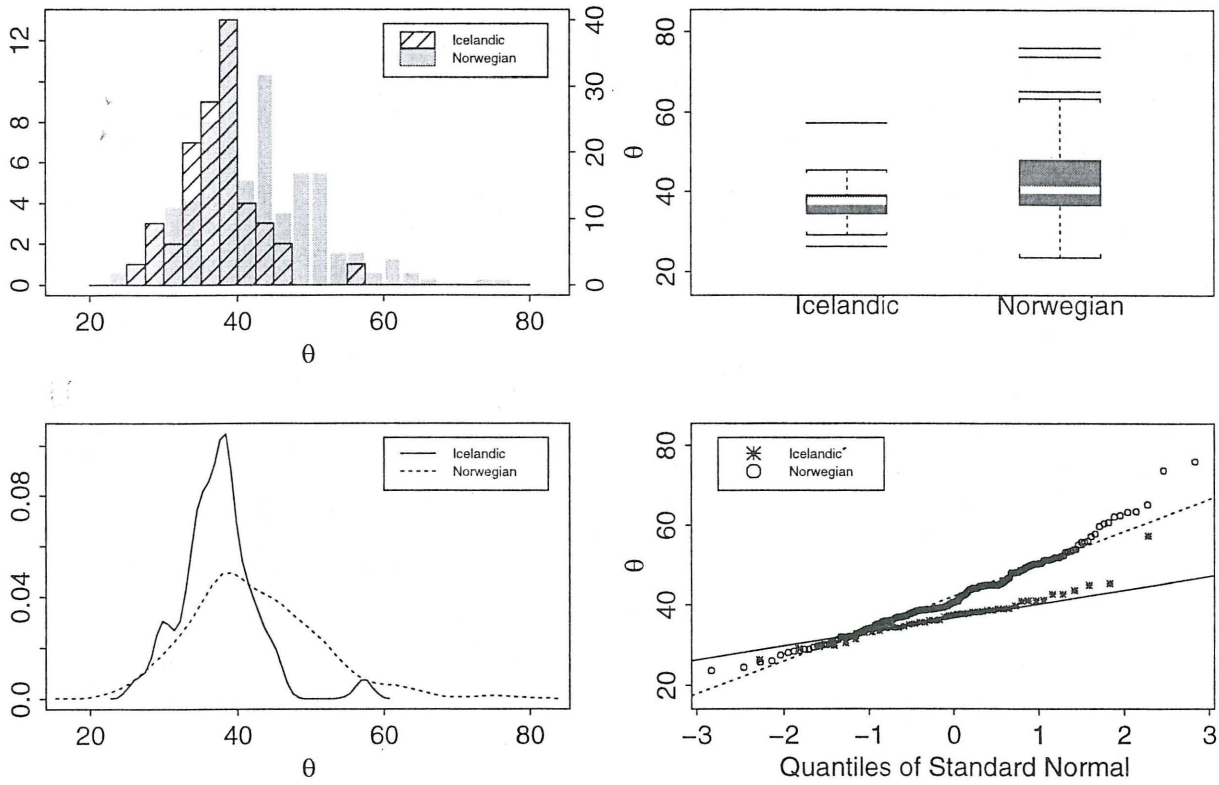 12
8
6
4
2
0
40
30
20
10
0
Icelandic
Norwegian
20 40 60 80
θ
80
60
40
20
θ
Icelandic Norwegian
0.08
0.04
0.0
Icelandic
Norwegian
20 40 60 80
θ
80
60
40
20
θ
Icelandic
Norwegian
−3 −2 −1 0 1 2 3
Quantiles of Standard Normal